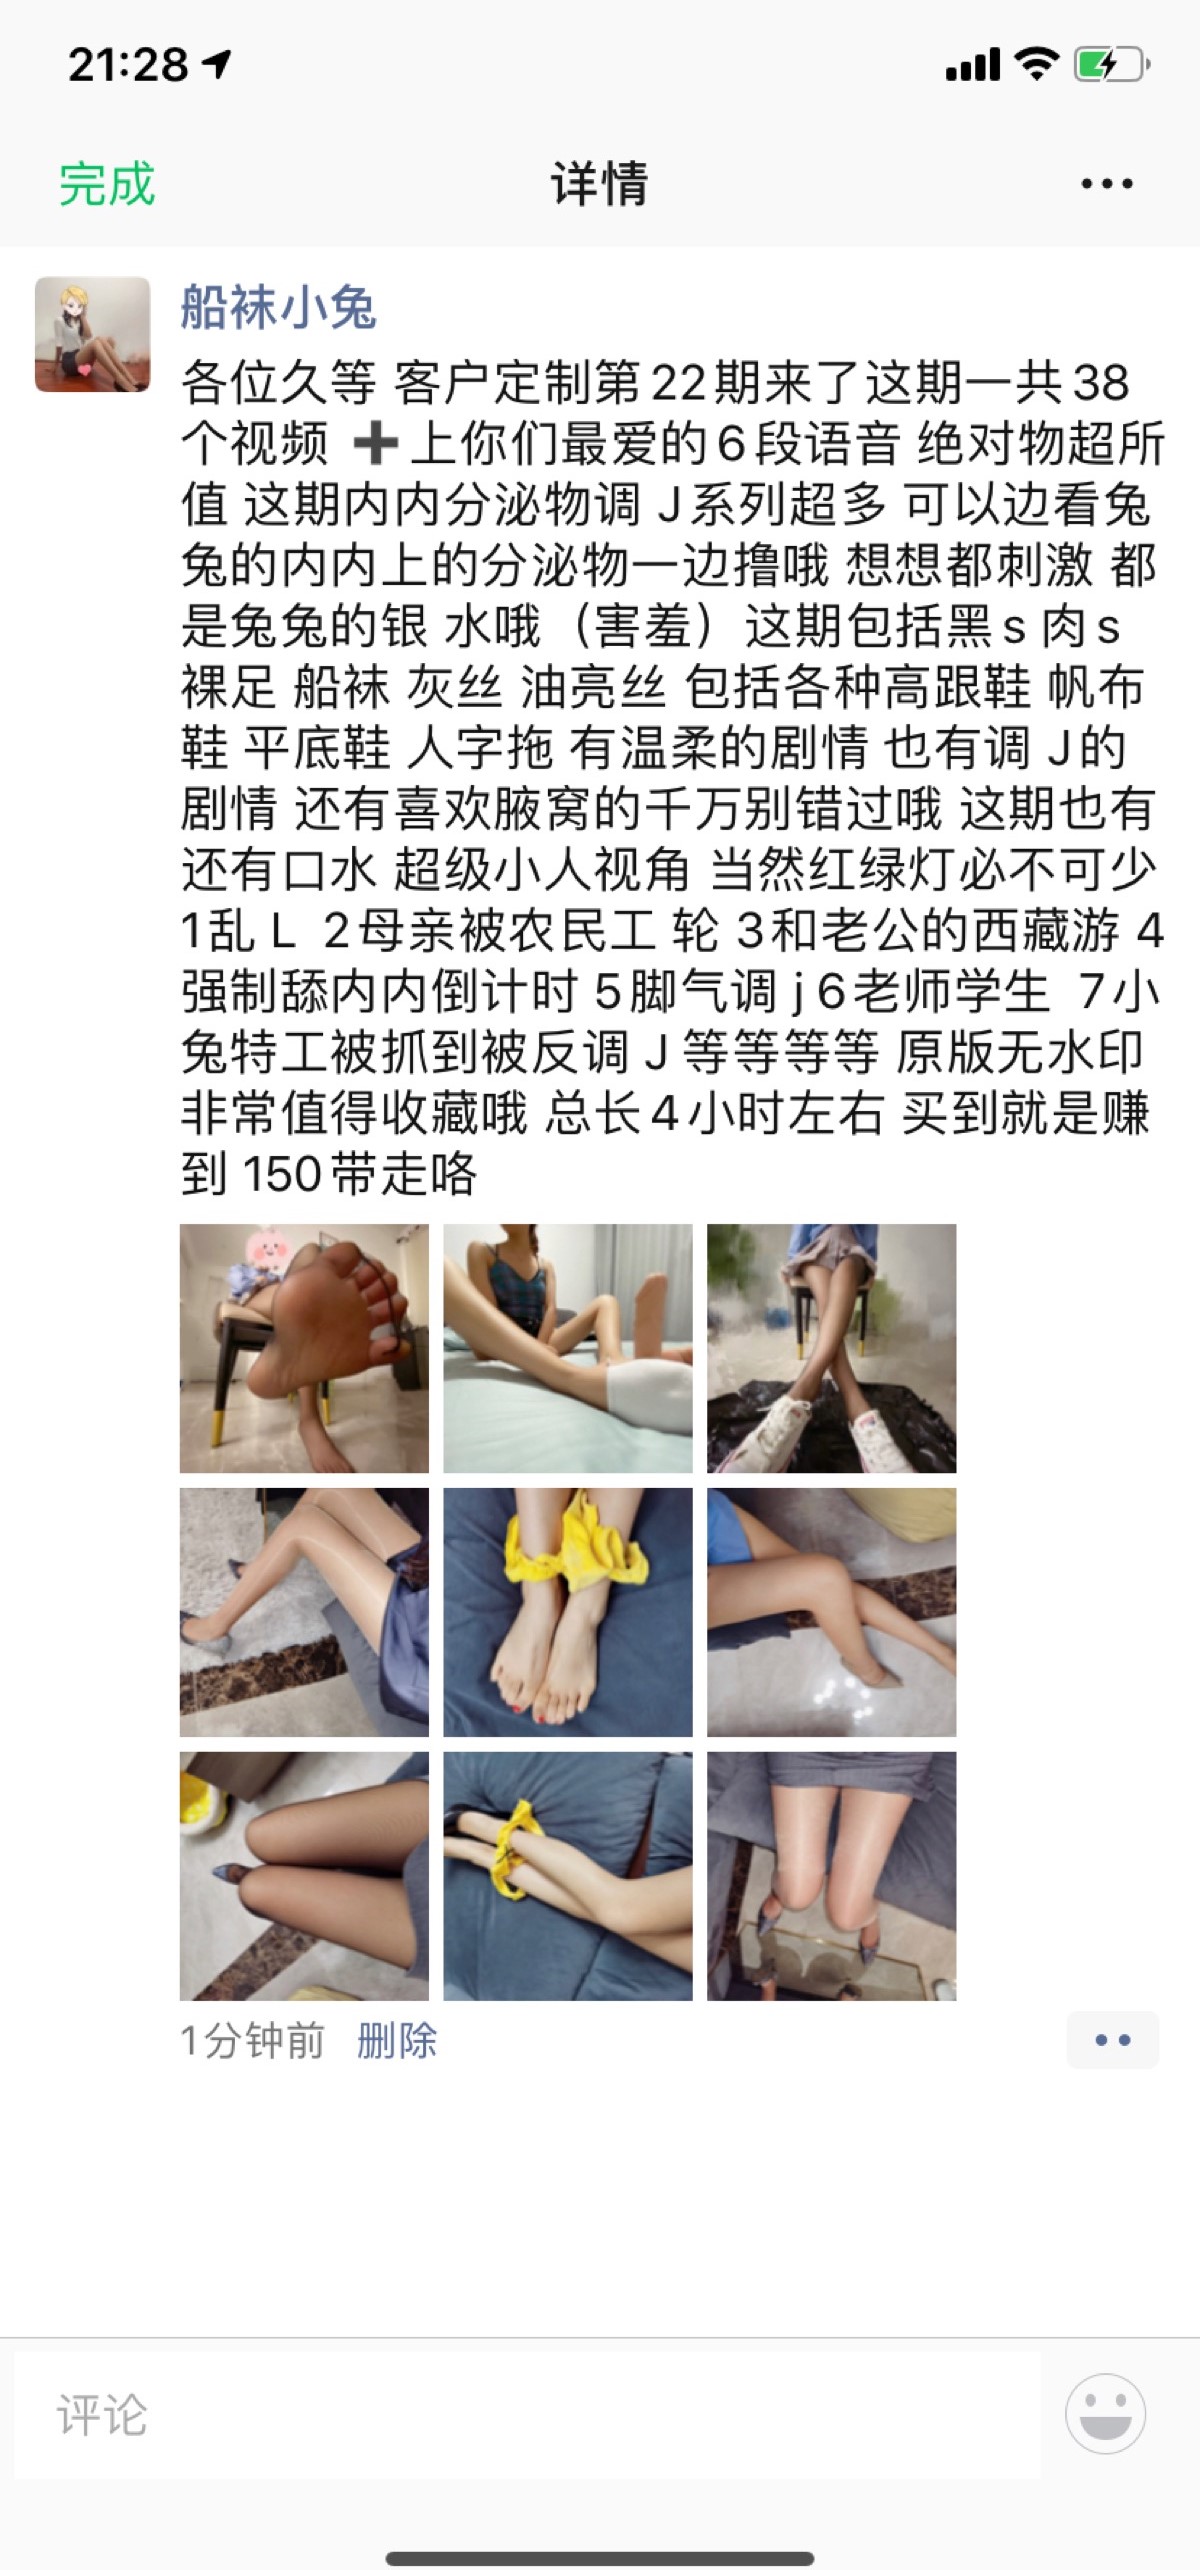 21:28
完成
详情
船袜小兔
各位久等 客户定制第22期来了这期一共38
个视频 ➕上你们最爱的6段语音 绝对物超所
值 这期内内分泌物调 J系列超多 可以边看兔
兔的内内上的分泌物一边撸哦 想想都刺激 都
是兔兔的银 水哦（害羞）这期包括黑s 肉s
裸足 船袜 灰丝 油亮丝 包括各种高跟鞋 帆布
鞋 平底鞋 人字拖 有温柔的剧情 也有调 J的
剧情 还有喜欢腋窝的千万别错过哦 这期也有
还有口水 超级小人视角 当然红绿灯必不可少
1乱 L  2母亲被农民工 轮 3和老公的西藏游 4
强制舔内内倒计时 5脚气调 j 6老师学生  7小
兔特工被抓到被反调 J 等等等等 原版无水印
非常值得收藏哦 总长4小时左右 买到就是赚
到 150带走咯
1分钟前 删除
评论